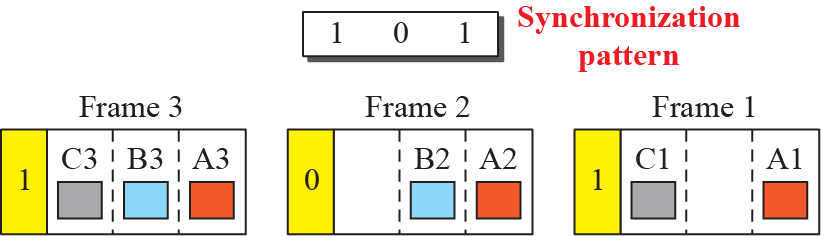 1 0 1
Synchronization
pattern
Frame 3
Frame 2
Frame 1
1 C3 B3 A3
0 B2 A2
1 C1 A1